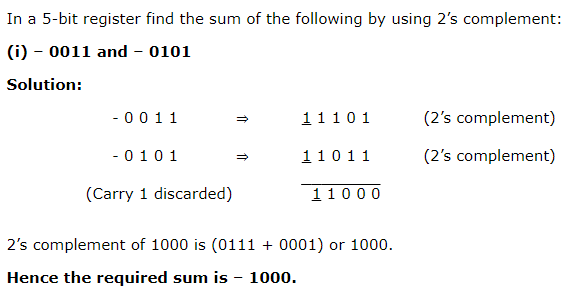 In a 5-bit register find the sum of the following by using 2’s complement:
(i) – 0011 and – 0101
Solution:
- 0 0 1 1 ⇒ 1 1 1 0 1 (2’s complement)
- 0 1 0 1 ⇒ 1 1 0 1 1 (2’s complement)
(Carry 1 discarded) 1 1 0 0 0
2’s complement of 1000 is (0111 + 0001) or 1000.
Hence the required sum is – 1000.